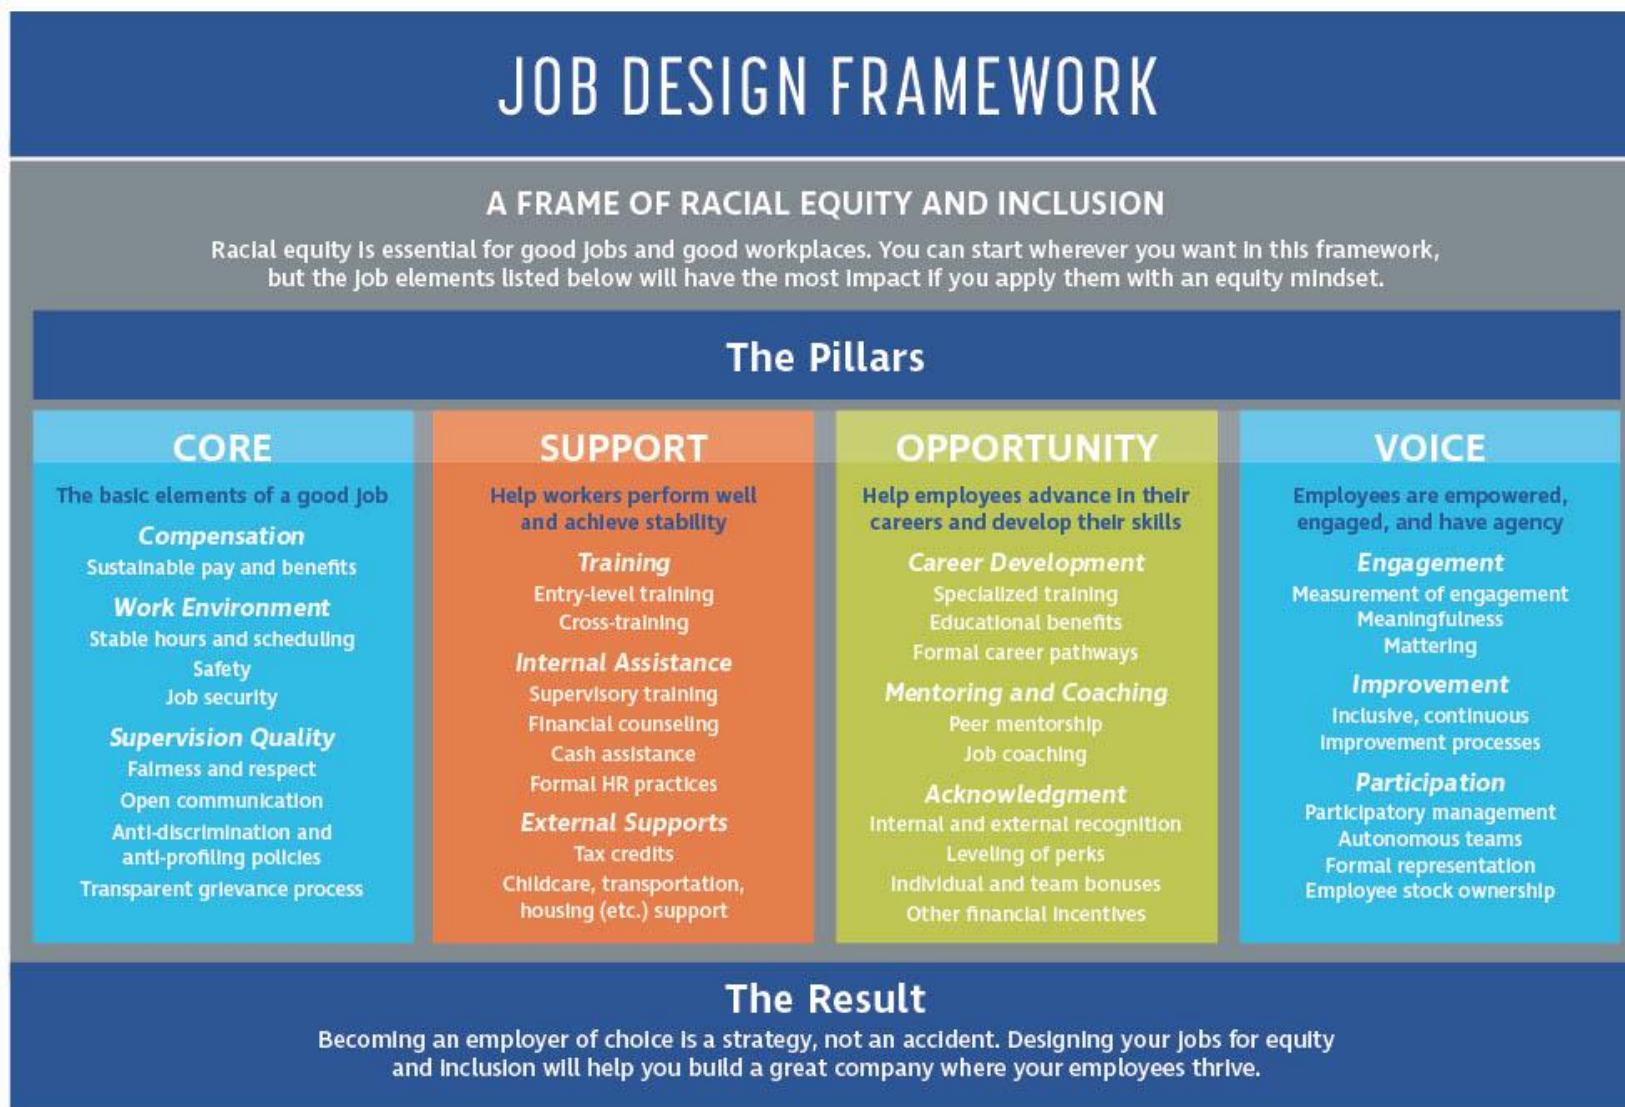 JOB DESIGN FRAMEWORK
A FRAME OF RACIAL EQUITY AND INCLUSION
Racial equity is essential for good jobs and good workplaces. You can start wherever you want in this framework,
but the job elements listed below will have the most impact if you apply them with an equity mindset.
The Pillars
CORE
The basic elements of a good job
Compensation
Sustainable pay and benefits
Work Environment
Stable hours and scheduling
Safety
Job security
Supervision Quality
Fairness and respect
Open communication
Anti-discrimination and
anti-profiling policies
Transparent grievance process
SUPPORT
Help workers perform well
and achieve stability
Training
Entry-level training
Cross-training
Internal Assistance
Supervisory training
Financial counseling
Cash assistance
Formal HR practices
External Supports
Tax credits
Childcare, transportation,
housing (etc.) support
OPPORTUNITY
Help employees advance in their
careers and develop their skills
Career Development
Specialized training
Educational benefits
Formal career pathways
Mentoring and Coaching
Peer mentorship
Job coaching
Acknowledgment
Internal and external recognition
Leveling of perks
Individual and team bonuses
Other financial incentives
VOICE
Employees are empowered,
engaged, and have agency
Engagement
Measurement of engagement
Meaningfulness
Mattering
Improvement
Inclusive, continuous
improvement processes
Participation
Participatory management
Autonomous teams
Formal representation
Employee stock ownership
The Result
Becoming an employer of choice is a strategy, not an accident. Designing your jobs for equity
and inclusion will help you build a great company where your employees thrive.